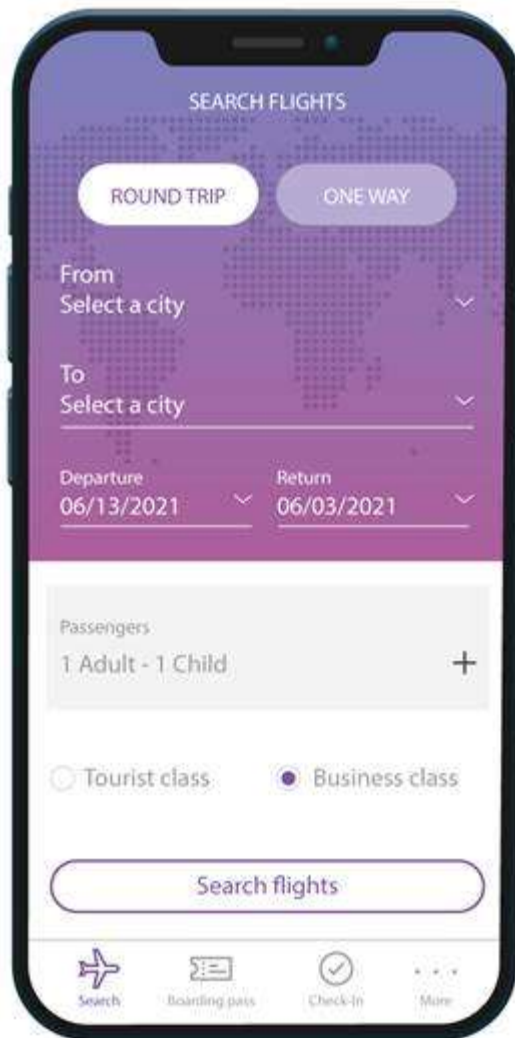 SEARCH FLIGHTS
ROUND TRIP
ONE WAY
From
Select a city
To
Select a city
Departure
06/13/2021
Return
06/03/2021
Passengers
1 Adult - 1 Child
+
Tourist class
Business class
Search flights
Search
Boarding pass
Check-In
More